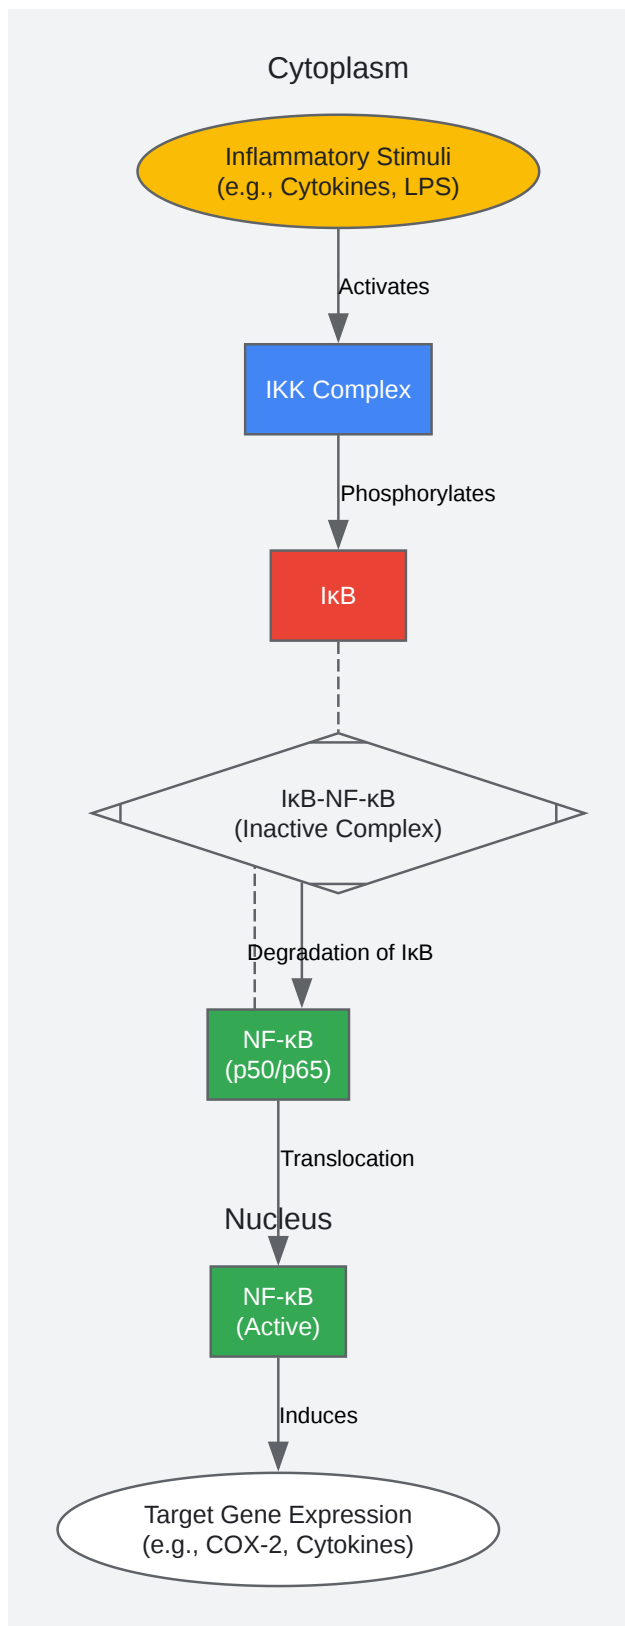 Cytoplasm
Inflammatory Stimuli
(e.g., Cytokines, LPS)
Activates
IKK Complex
Phosphorylates
IκB
IκB-NF-κB
(Inactive Complex)
Degradation of IκB
NF-κB
(p50/p65)
Translocation
Nucleus
NF-κB
(Active)
Induces
Target Gene Expression
(e.g., COX-2, Cytokines)